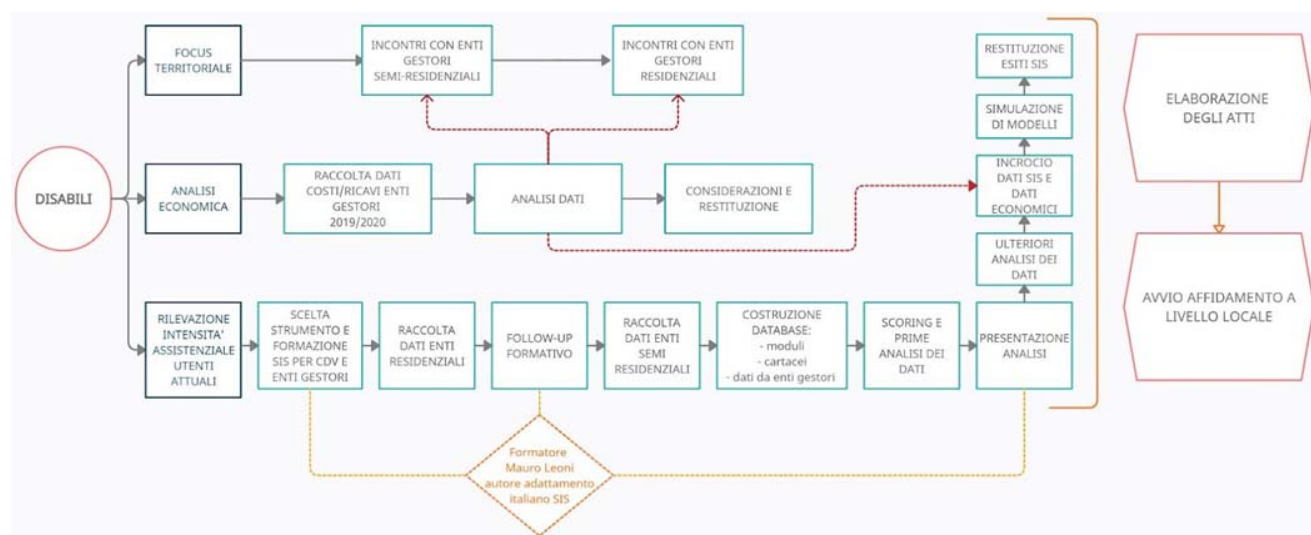 DISABILI
FOCUS
TERRITORIALE
INCONTRI CON ENTI
GESTORI
SEMI-RESIDENZIALI
INCONTRI CON ENTI
GESTORI
RESIDENZIALI
ANALISI
ECONOMICA
RACCOLTA DATI
COSTI/RICAVI ENTI
GESTORI
2019/2020
ANALISI DATI
CONSIDERAZIONI E
RESTITUZIONE
RILEVAZIONE
INTENSITA'
ASSISTENZIALE
UTENTI
ATTUALI
SCELTA
STRUMENTO E
FORMAZIONE
SIS PER CDV E
ENTI GESTORI
RACCOLTA
DATI ENTI
RESIDENZIALI
FOLLOW-UP
FORMATIVO
RACCOLTA
DATI ENTI
SEMI
RESIDENZIALI
COSTRUZIONE
DATABASE:
- moduli
- cartacei
- dati da enti gestori
SCORING E
PRIME
ANALISI DEI
DATI
PRESENTAZIONE
ANALISI
ULTERIORI
ANALISI DEI
DATI
INCROCIO
DATI SIS E
DATI
ECONOMICI
SIMULAZIONE
DI MODELLI
RESTITUZIONE
ESITI SIS
Formatore
Mauro Leoni
autore adattamento
italiano SIS
ELABORAZIONE
DEGLI ATTI
AVVIO AFFIDAMENTO A
LIVELLO LOCALE